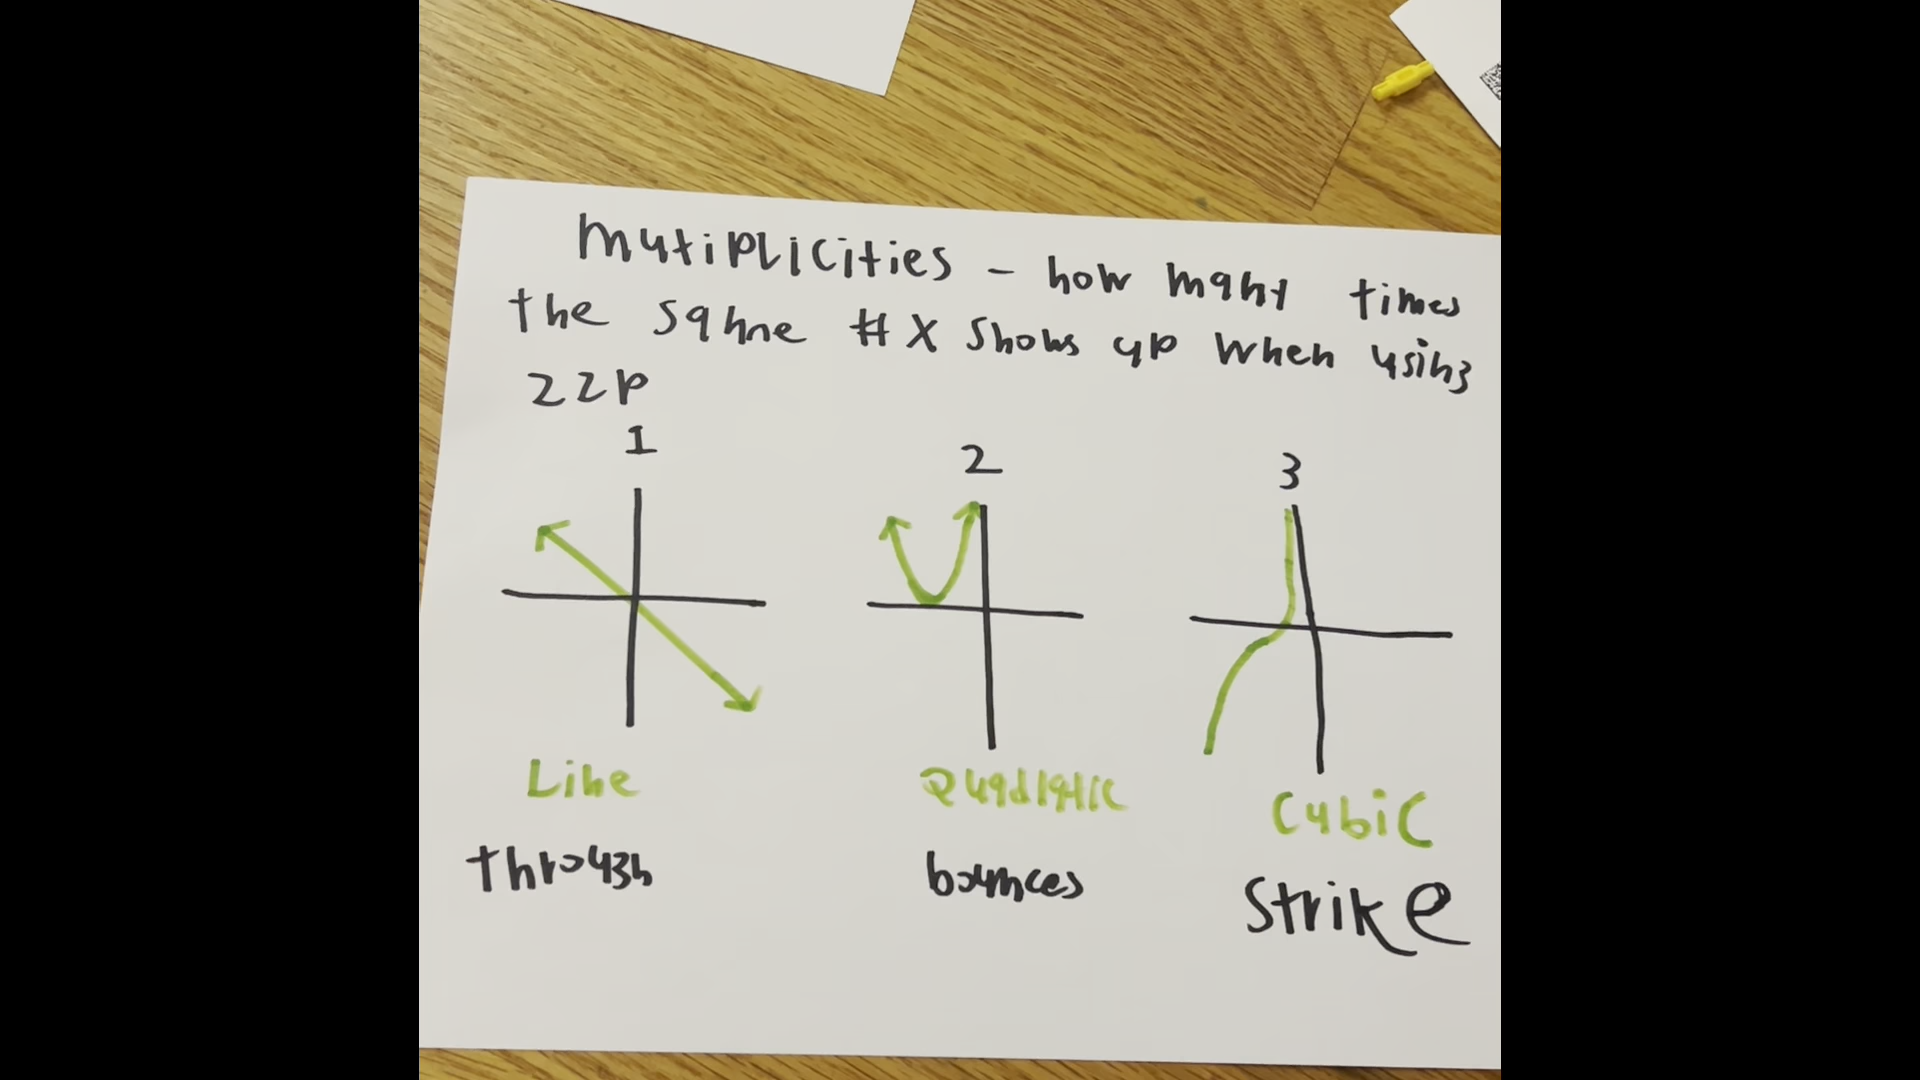 Mutiplicities - how many times
the same # X shows up when using
ZZP
1 2 3
Line Quadratic Cubic
through bounces strike